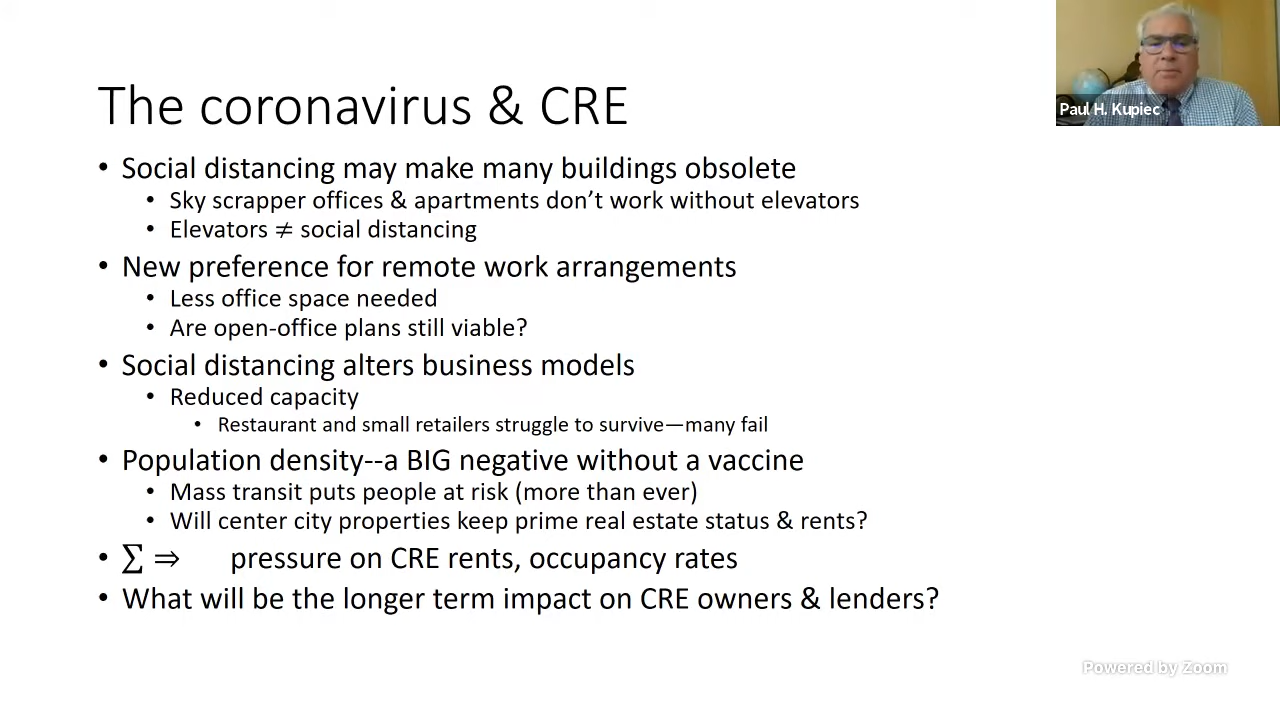 The coronavirus & CRE
Paul H. Kupiec
• Social distancing may make many buildings obsolete
• Sky scrapper offices & apartments don’t work without elevators
• Elevators ≠ social distancing
• New preference for remote work arrangements
• Less office space needed
• Are open-office plans still viable?
• Social distancing alters business models
• Reduced capacity
• Restaurant and small retailers struggle to survive—many fail
• Population density--a BIG negative without a vaccine
• Mass transit puts people at risk (more than ever)
• Will center city properties keep prime real estate status & rents?
• ∑ ⇒ pressure on CRE rents, occupancy rates
• What will be the longer term impact on CRE owners & lenders?
Powered by Zoom